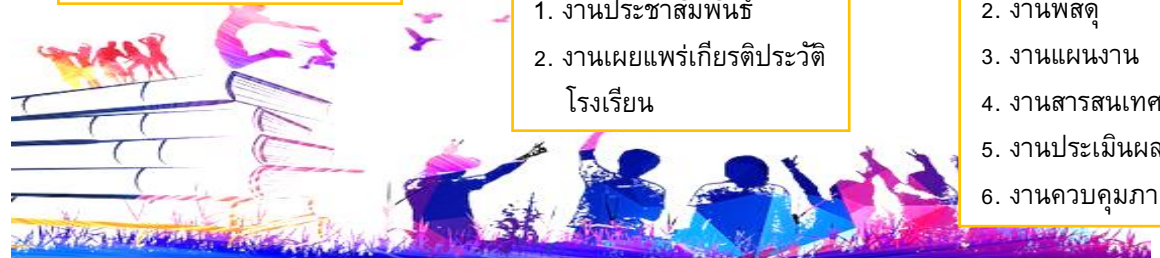 1. งานประชาสัมพันธ์
2. งานเผยแพร่เกียรติประวัติ
โรงเรียน
2. งานพัสดุ
3. งานแผนงาน
4. งานสารสนเทศ
5. งานประเมินผล
6. งานควบคุมภา